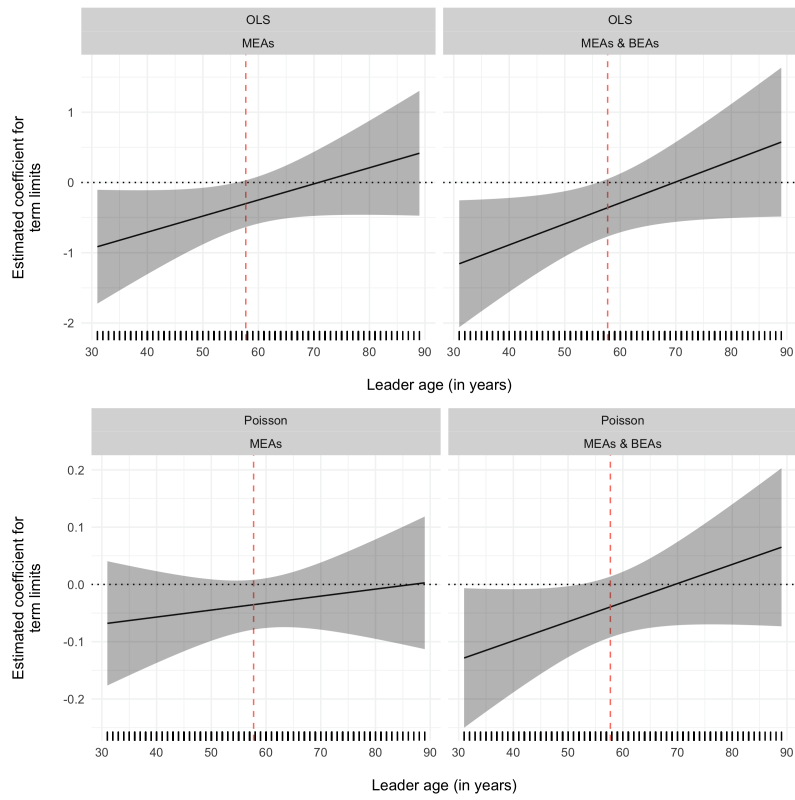 OLS
OLS
MEAs
MEAs & BEAs
Estimated coefficient for
term limits
1
0
-1
-2
30 40 50 60 70 80 90
30 40 50 60 70 80 90
Leader age (in years)
Poisson
Poisson
MEAs
MEAs & BEAs
Estimated coefficient for
term limits
0.2
0.1
0.0
-0.1
-0.2
30 40 50 60 70 80 90
30 40 50 60 70 80 90
Leader age (in years)